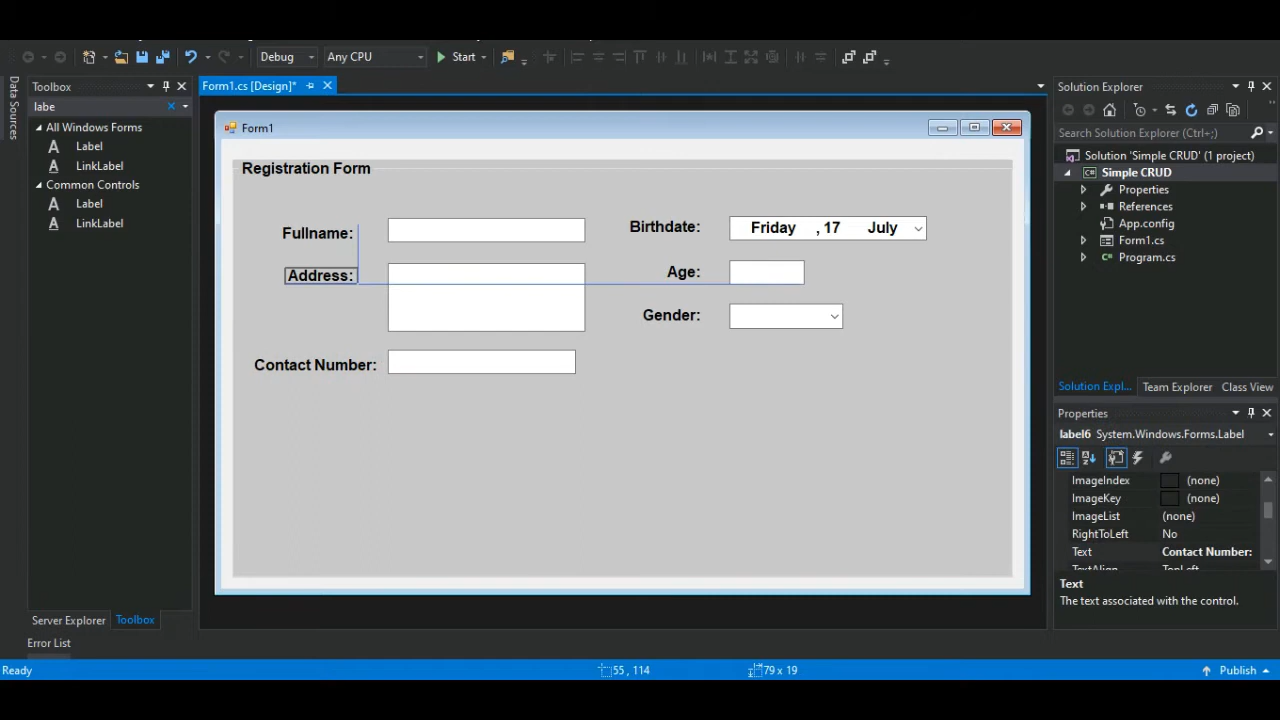 Debug
Any CPU
Start
Data Sources
Toolbox
labe
All Windows Forms
Label
LinkLabel
Common Controls
Label
LinkLabel
Server Explorer
Toolbox
Error List
Form1.cs [Design]*
Form1
Registration Form
Fullname:
Birthdate:
Friday , 17 July
Address:
Age:
Gender:
Contact Number:
Solution Explorer
Search Solution Explorer (Ctrl+;)
Solution 'Simple CRUD' (1 project)
Simple CRUD
Properties
References
App.config
Form1.cs
Program.cs
Solution Expl...
Team Explorer
Class View
Properties
label6 System.Windows.Forms.Label
ImageIndex (none)
ImageKey (none)
ImageList (none)
RightToLeft No
Text Contact Number:
TextAlign TopLeft
Text
The text associated with the control.
Ready
55 , 114
79 x 19
Publish